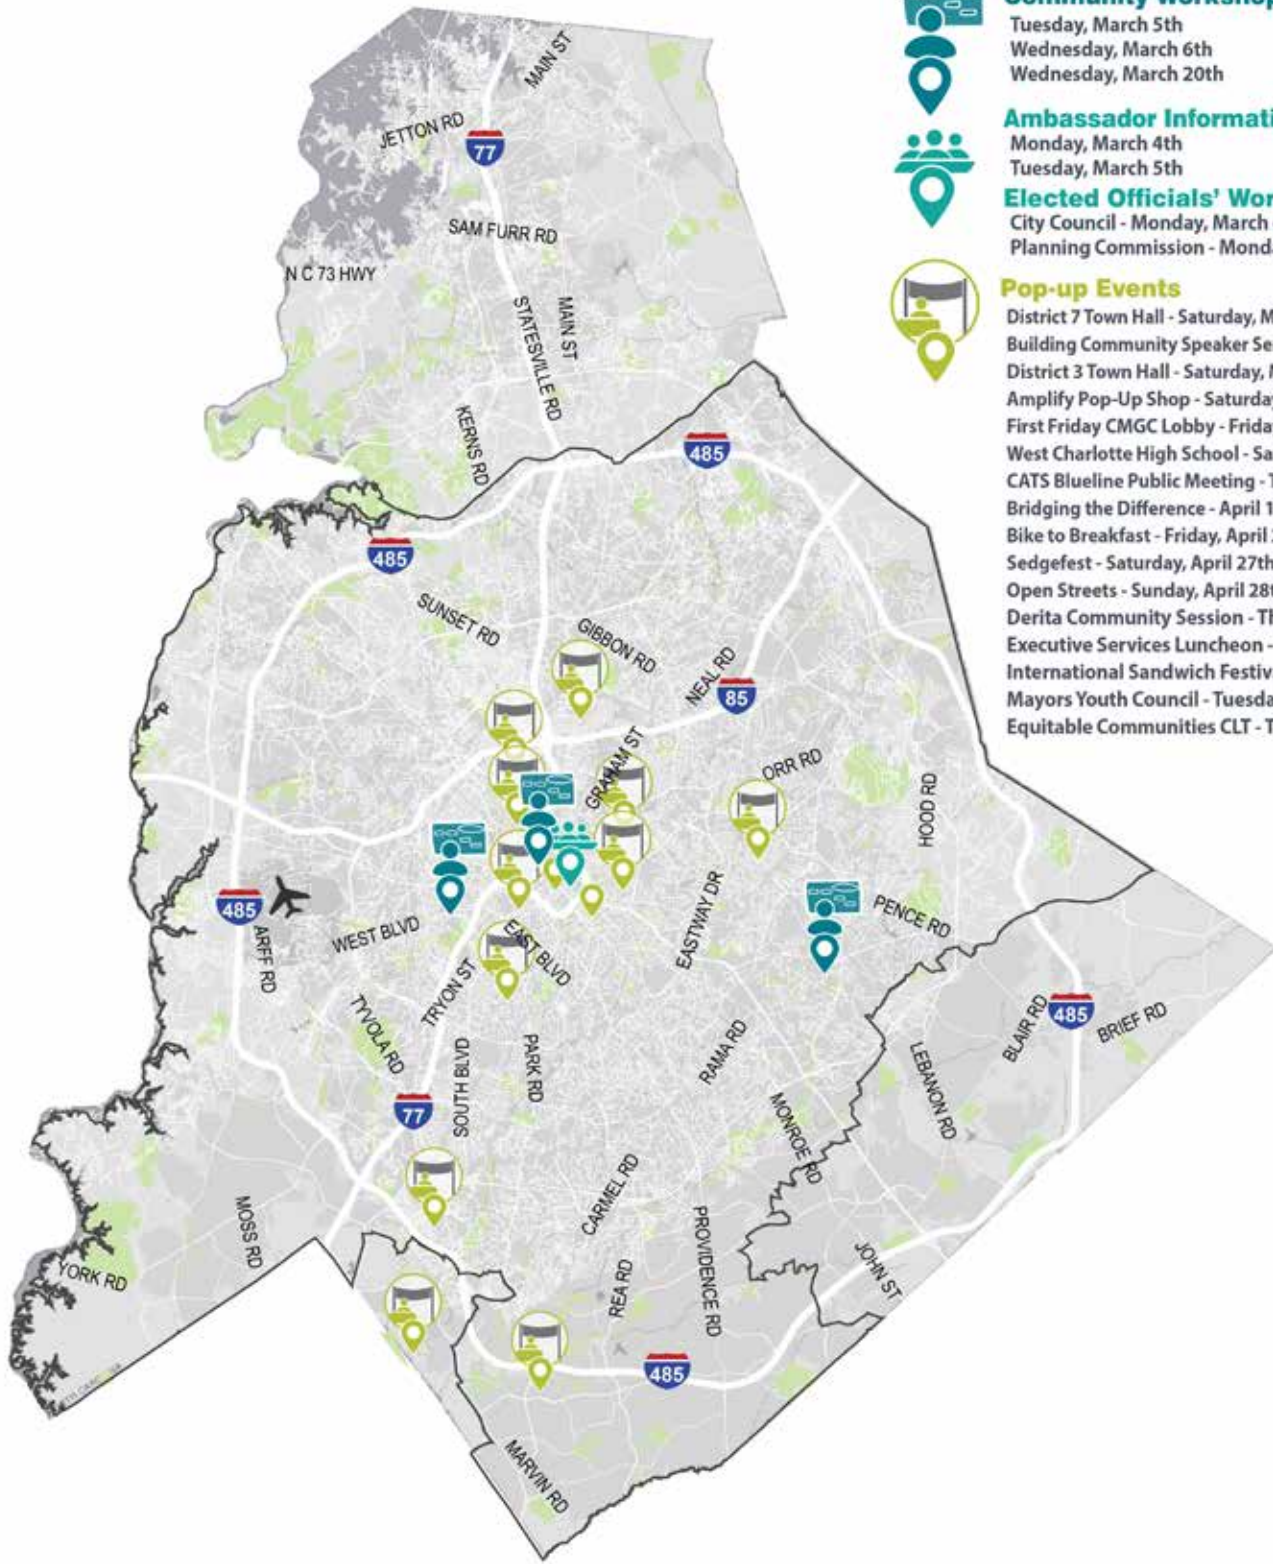 Community Workshop
Tuesday, March 5th
Wednesday, March 6th
Wednesday, March 20th
Ambassador Informati
Monday, March 4th
Tuesday, March 5th
Elected Officials' Wor
City Council - Monday, March
Planning Commission - Monda
Pop-up Events
District 7 Town Hall - Saturday, M
Building Community Speaker Se
District 3 Town Hall - Saturday, M
Amplify Pop-Up Shop - Saturday
First Friday CMGC Lobby - Frida
West Charlotte High School - Sa
CATS Blueline Public Meeting - T
Bridging the Difference - April 1
Bike to Breakfast - Friday, April
Sedgefest - Saturday, April 27th
Open Streets - Sunday, April 28t
Derita Community Session - Th
Executive Services Luncheon -
International Sandwich Festiv
Mayors Youth Council - Tuesda
Equitable Communities CLT - T
MAIN ST
JETTON RD
77
SAM FURR RD
N C 73 HWY
STATESVILLE RD
MAIN ST
KERNS RD
485
485
SUNSET RD
GIBBON RD
NEAL RD
85
GRAHAM ST
ORR RD
HOOD RD
485
ARFF RD
WEST BLVD
EAST BLVD
EASTWAY DR
PENCE RD
TRYON ST
TYVOLA RD
SOUTH BLVD
PARK RD
RAMA RD
BLAIR RD
485
BRIEF RD
LEBANON RD
77
MONROE RD
CARMEL RD
MOSS RD
PROVIDENCE RD
YORK RD
REA RD
JOHN ST
485
MARVIN RD